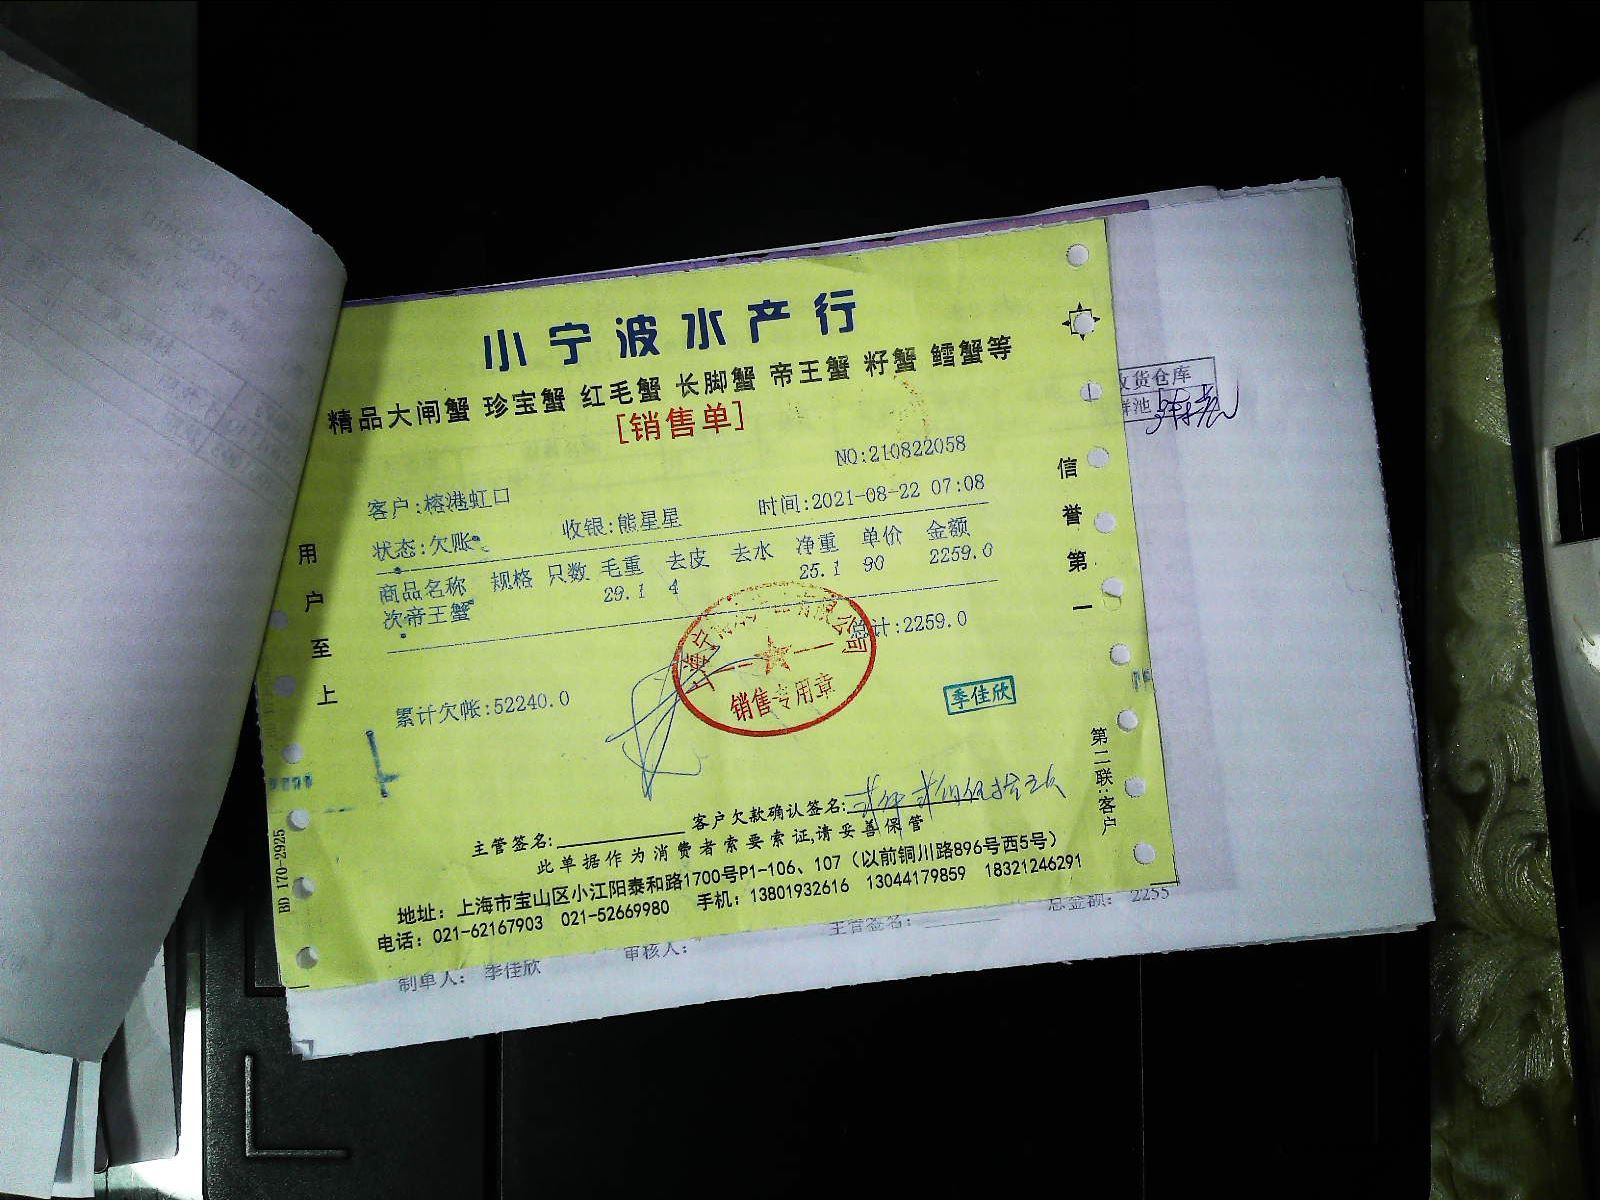 小宁波水产行
精品大闸蟹 珍宝蟹 红毛蟹 长脚蟹 帝王蟹 籽蟹 鳕蟹等
[销售单]
NO:210822058
客户:榕港虹口
时间:2021-08-22 07:08
状态:欠账
收银:熊星星
商品名称 规格 只数 毛重 去皮 去水 净重 单价 金额
次帝王蟹 29.1 4 25.1 90 2259.0
总计:2259.0
累计欠帐:52240.0
销售专用章
季佳欣
用户至上
信誉第一
第二联:客户
BD 170-2925
主管签名:
客户欠款确认签名:
此单据作为消费者索要索证,请妥善保管
地址：上海市宝山区小江阳泰和路1700号P1-106、107（以前铜川路896号西5号）
电话：021-62167903 021-52669980 手机：13801932616 13044179859 18321246291
收货仓库
鲜池
制单人： 季佳欣
审核人：
主管签名：
总金额： 2255